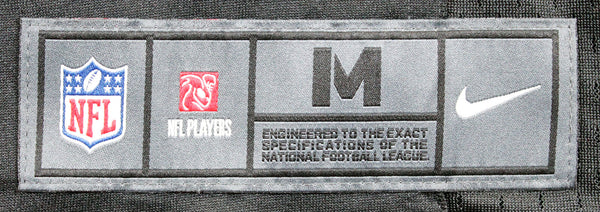 NFL
NFL PLAYERS
M
ENGINEERED TO THE EXACT
SPECIFICATIONS OF THE
NATIONAL FOOTBALL LEAGUE.